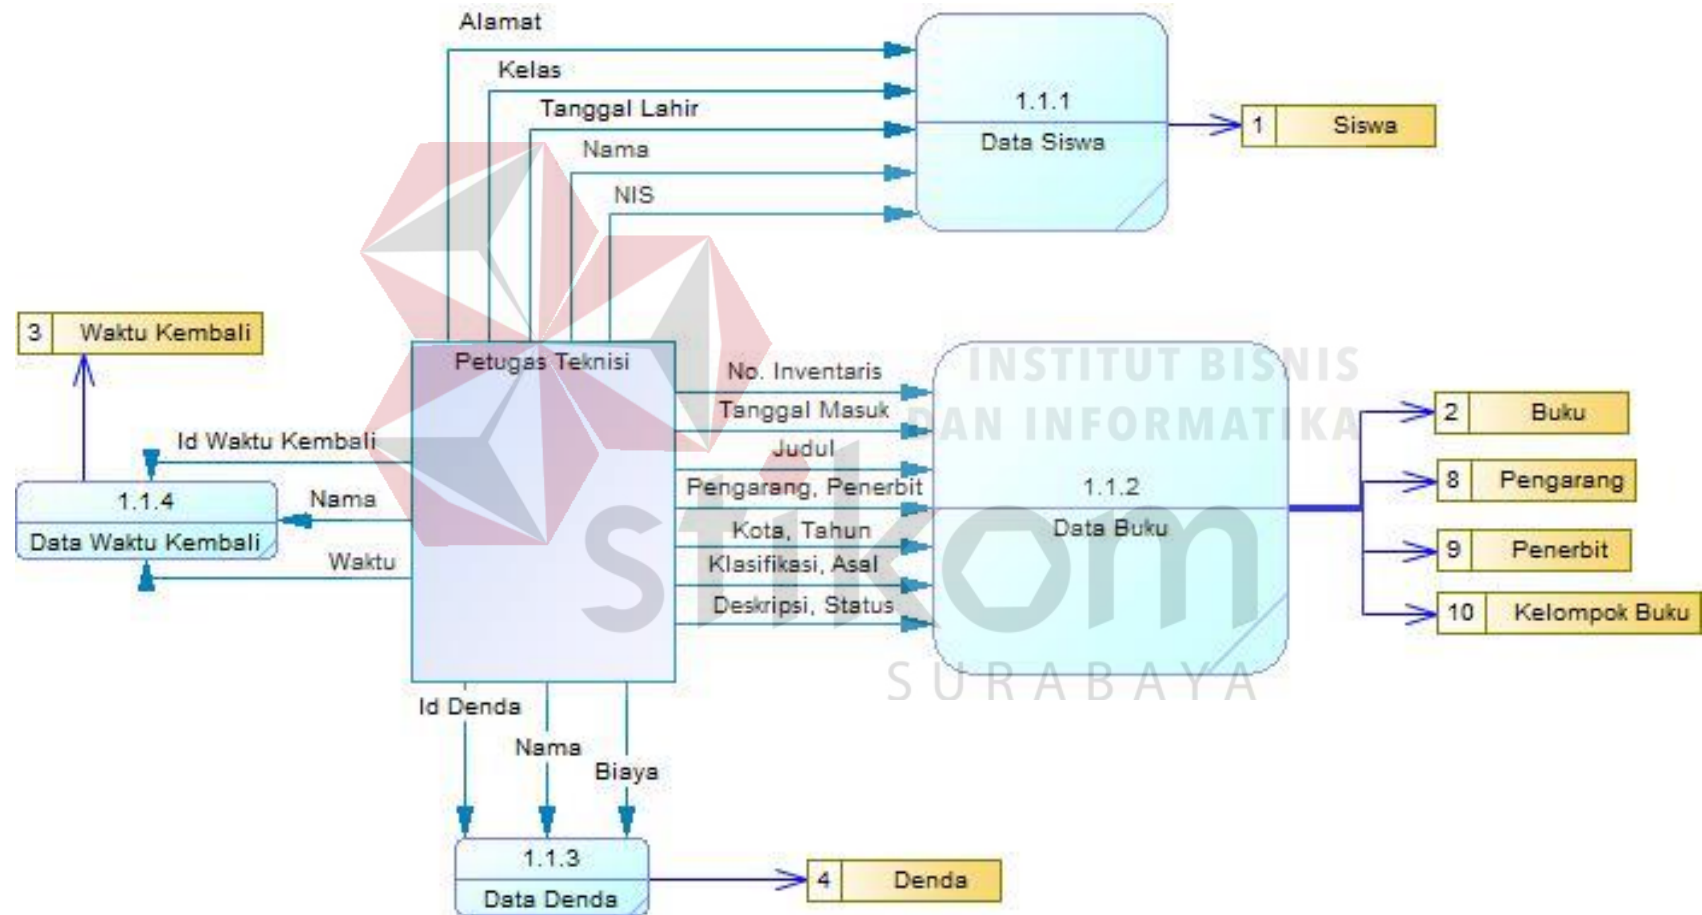 Alamat
Kelas
Tanggal Lahir
Nama
NIS
1.1.1
Data Siswa
1 Siswa
3 Waktu Kembali
Petugas Teknisi
Id Waktu Kembali
Nama
Waktu
1.1.4
Data Waktu Kembali
No. Inventaris
Tanggal Masuk
Judul
Pengarang, Penerbit
Kota, Tahun
Klasifikasi, Asal
Deskripsi, Status
1.1.2
Data Buku
2 Buku
8 Pengarang
9 Penerbit
10 Kelompok Buku
Id Denda
Nama
Biaya
1.1.3
Data Denda
4 Denda
INSTITUT BISNIS
DAN INFORMATIKA
stikom
SURABAYA